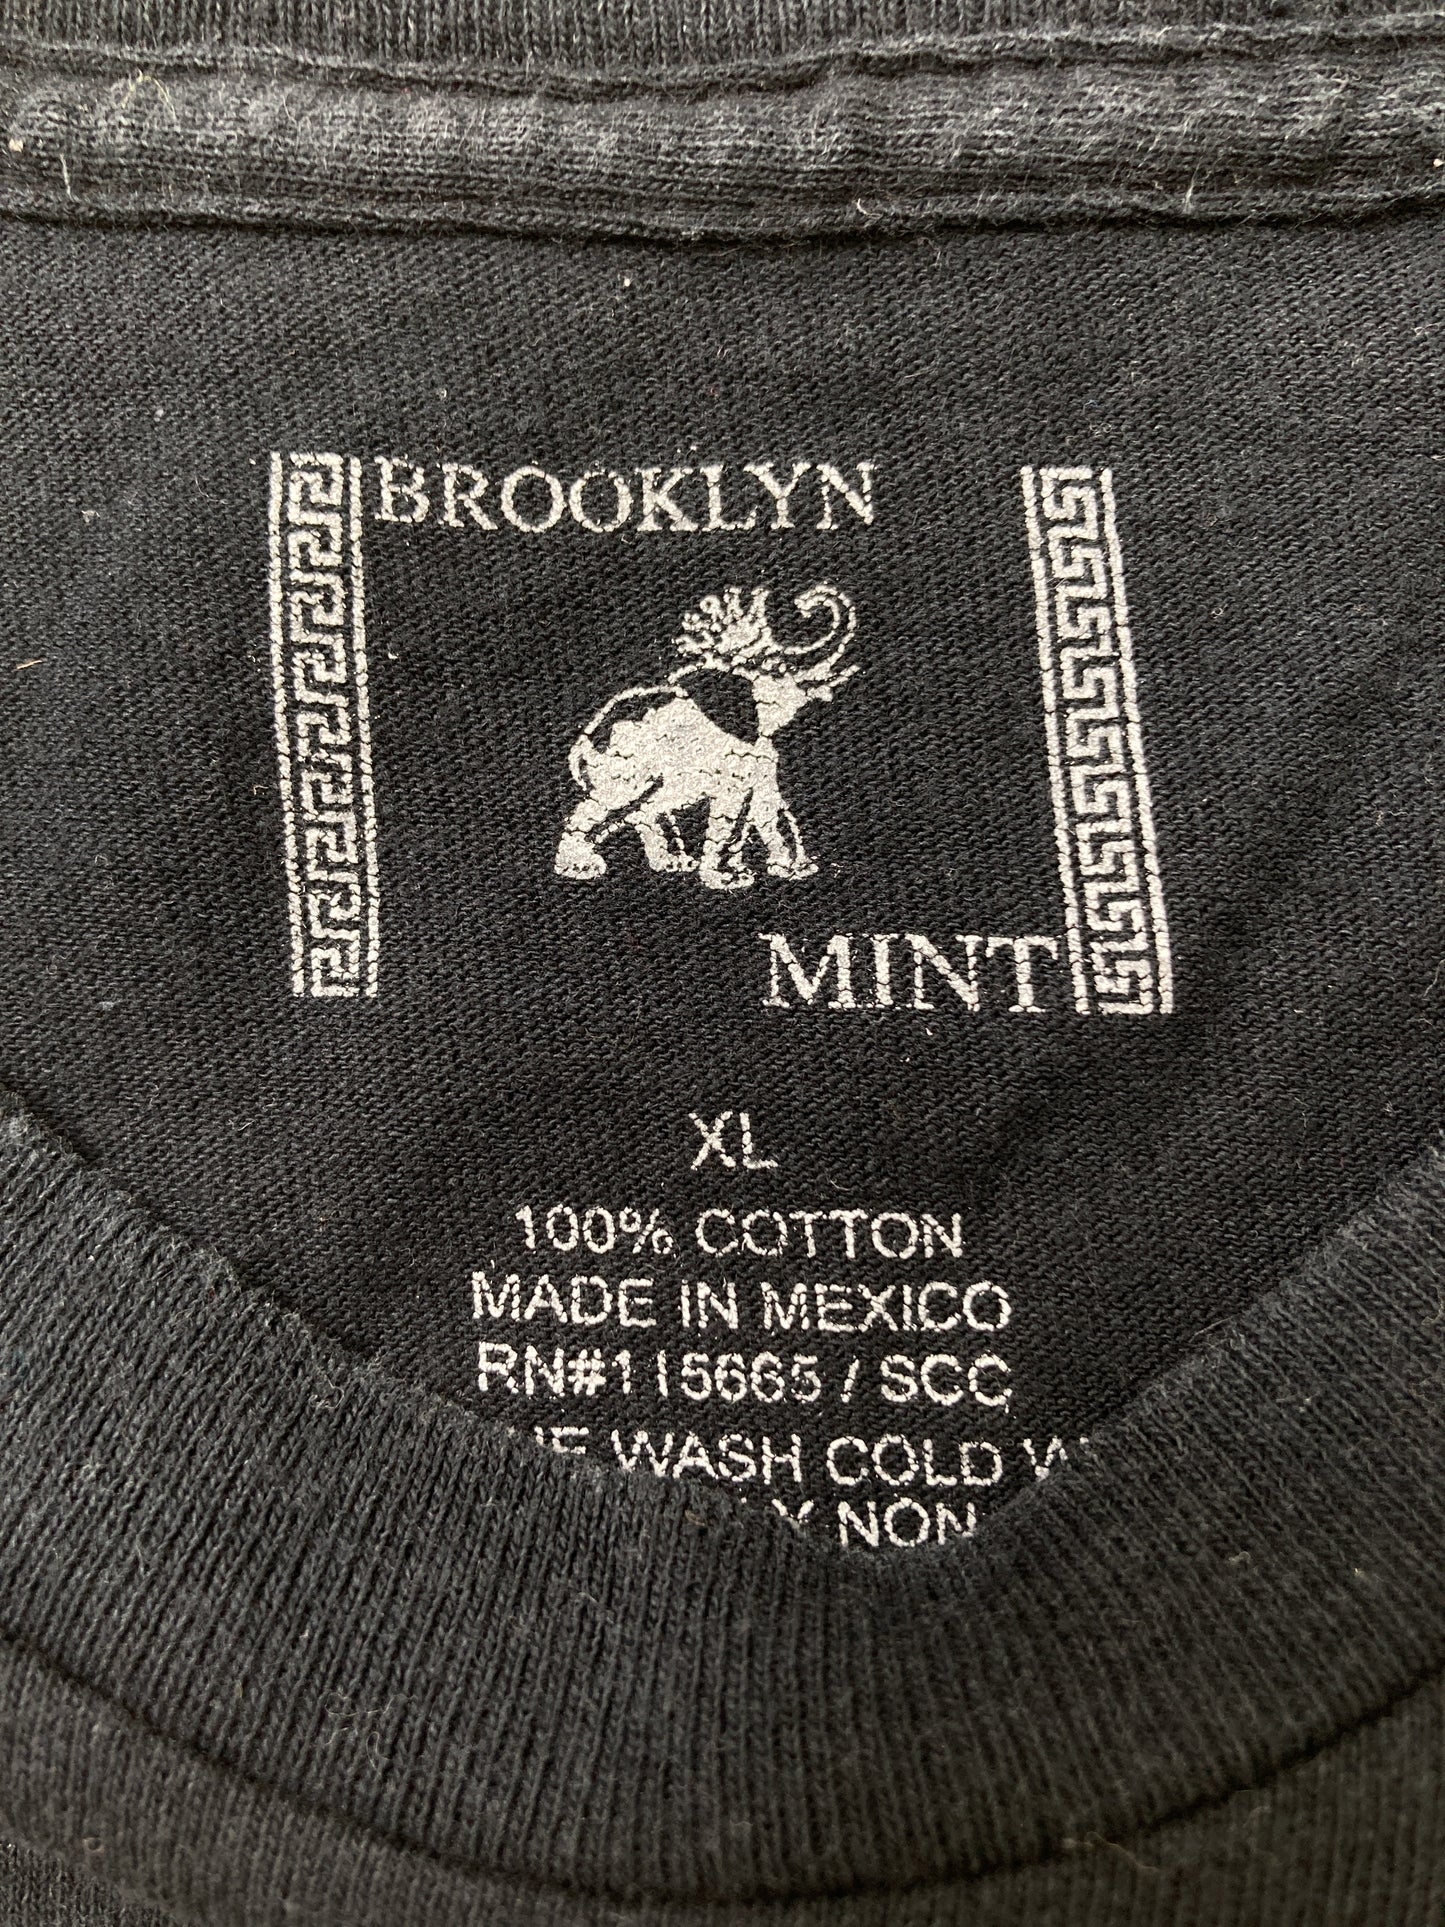 BROOKLYN
MINT
XL
100% COTTON
MADE IN MEXICO
RN#115665 / SCC
WASH COLD
NON